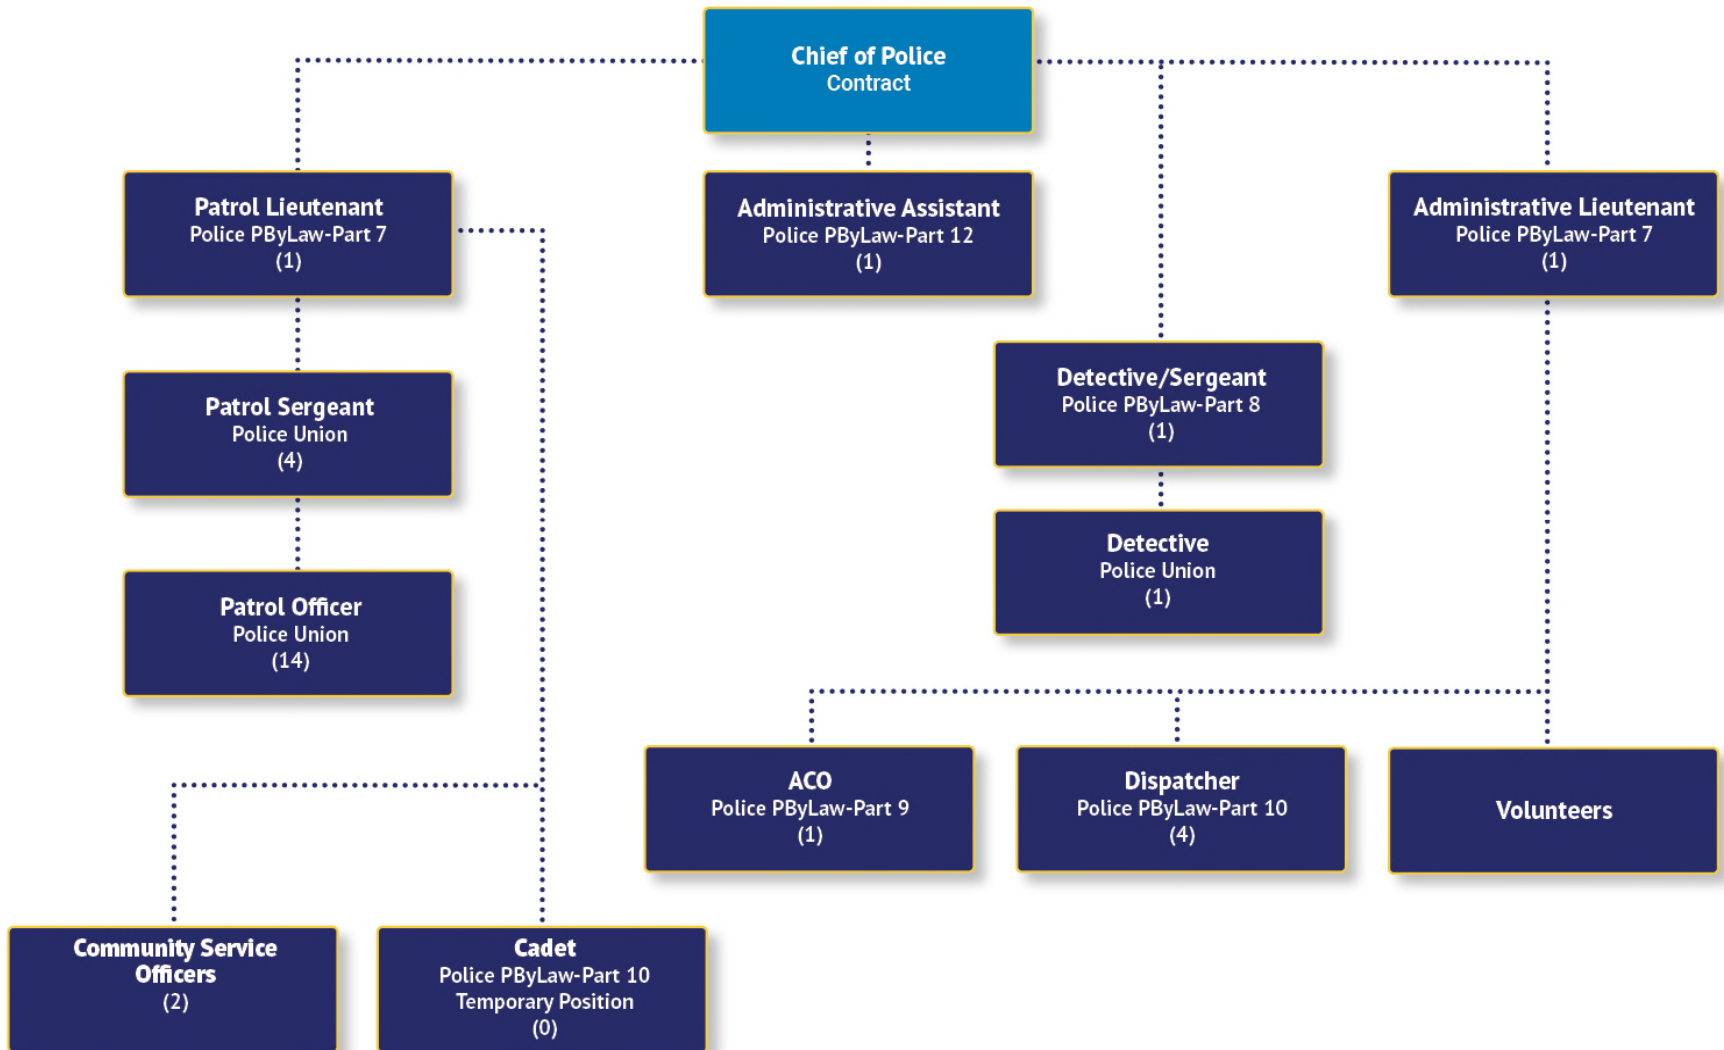 Chief of Police
Contract
Patrol Lieutenant
Police PByLaw-Part 7
(1)
Administrative Assistant
Police PByLaw-Part 12
(1)
Administrative Lieutenant
Police PByLaw-Part 7
(1)
Patrol Sergeant
Police Union
(4)
Detective/Sergeant
Police PByLaw-Part 8
(1)
Patrol Officer
Police Union
(14)
Detective
Police Union
(1)
ACO
Police PByLaw-Part 9
(1)
Dispatcher
Police PByLaw-Part 10
(4)
Volunteers
Community Service
Officers
(2)
Cadet
Police PByLaw-Part 10
Temporary Position
(0)